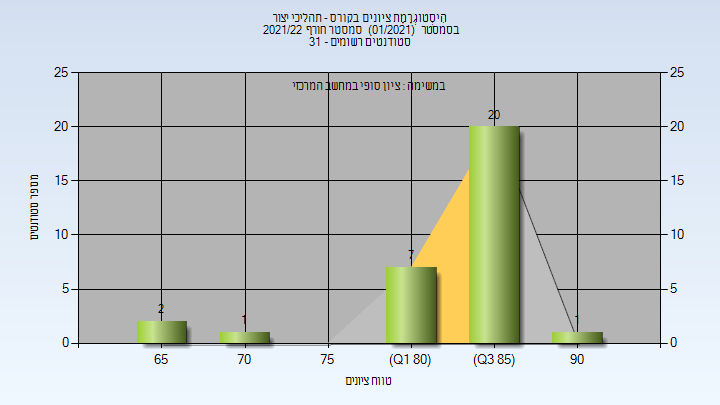 היסטוגרמת ציונים בקורס - תהליכי יצור
בסמסטר (01/2021) סמסטר חורף 2021/22
סטודנטים רשומים - 31
במשימה : ציון סופי במחשב המרכזי
25
20
15
10
5
0
25
20
15
10
5
0
מספר סטודנטים
2
1
7
20
1
65
70
75
(Q1 80)
(Q3 85)
90
טווח ציונים